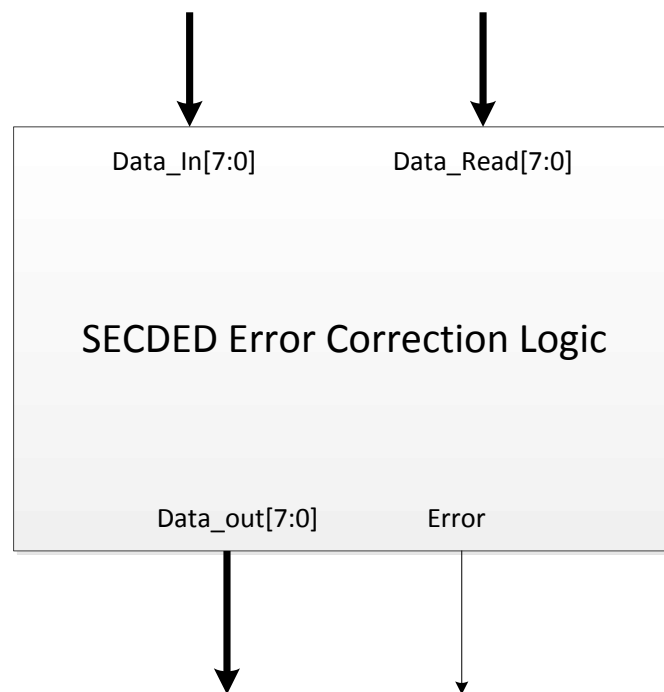 Data_In[7:0] Data_Read[7:0]
SECDED Error Correction Logic
Data_out[7:0] Error